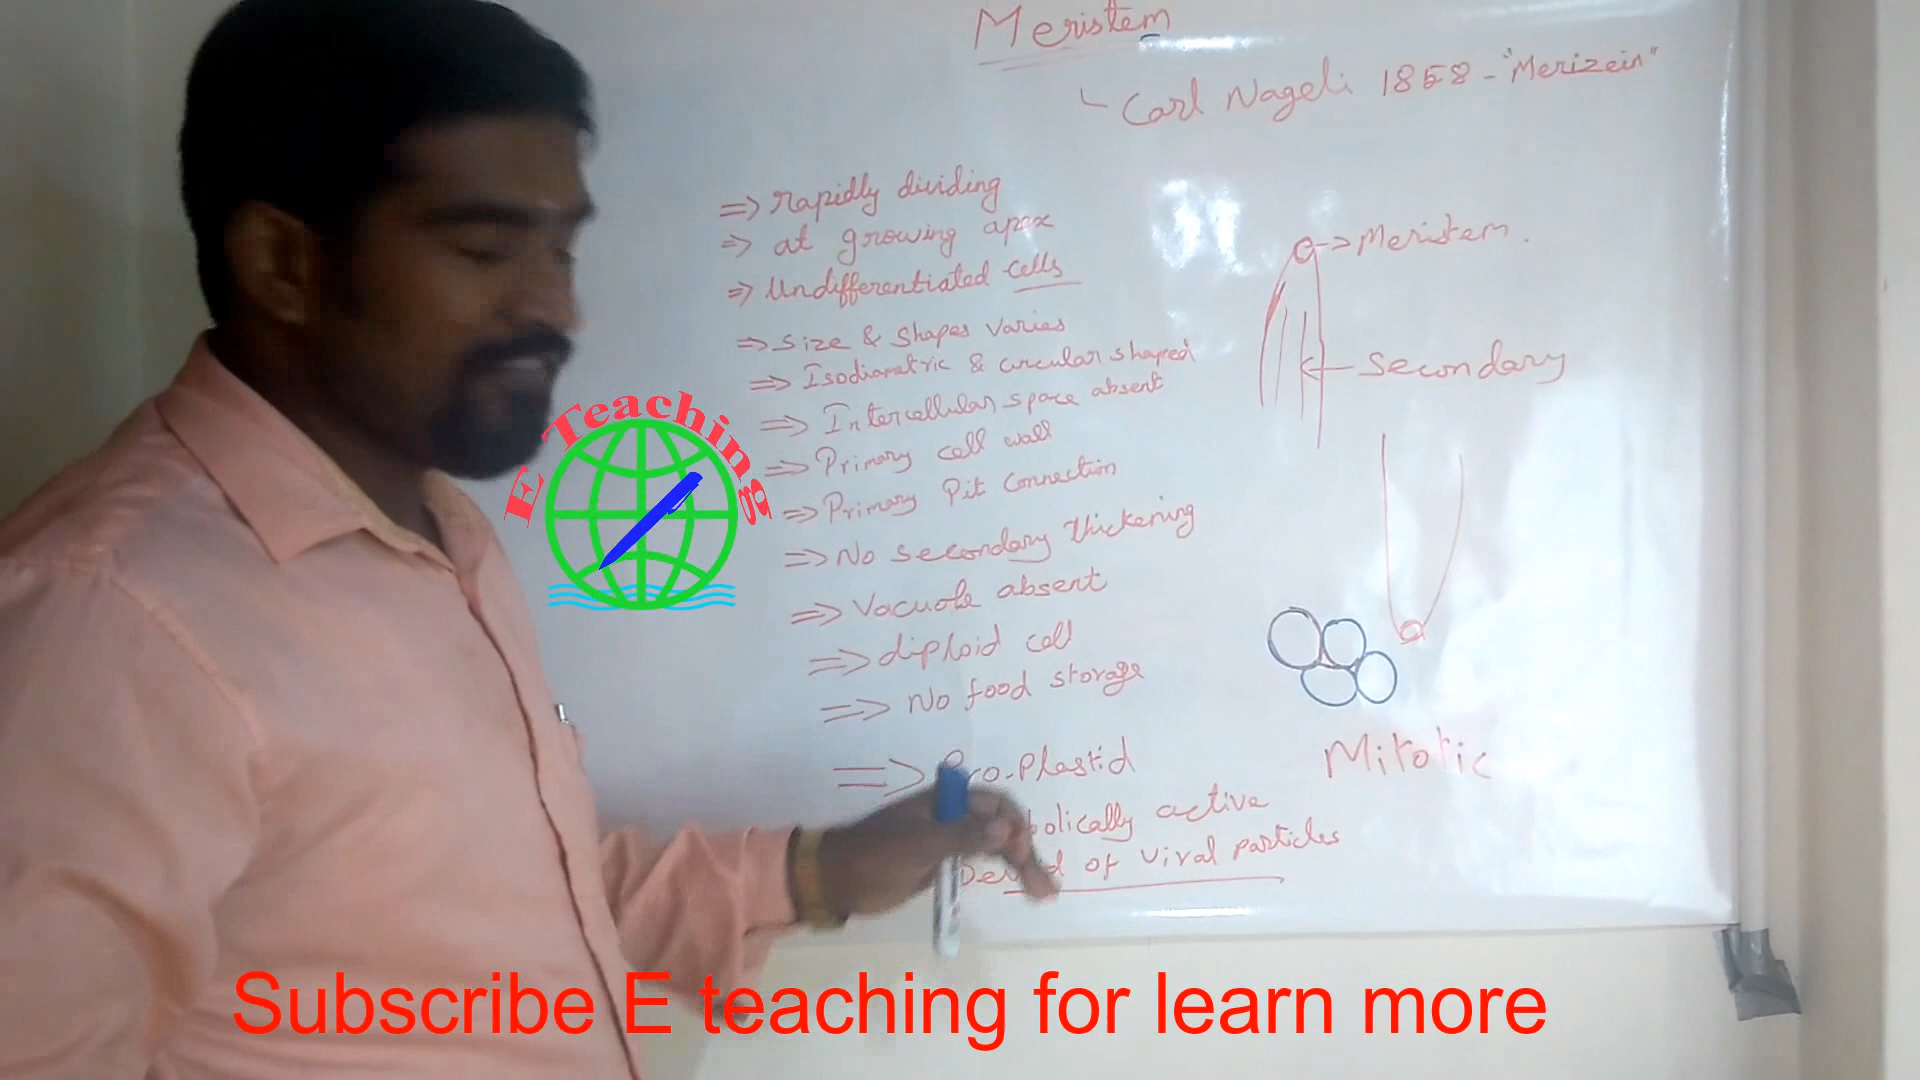 Meristem
Carl Nageli 1858 - "Merizein"
⇒ rapidly dividing
⇒ at growing apex
⇒ Undifferentiated cells
⇒ Size & Shapes Varies
⇒ Isodiametric & circular shaped
⇒ Intercellular space absent
⇒ Primary cell wall
⇒ Primary Pit Connection
⇒ No secondary thickening
⇒ Vacuole absent
⇒ diploid cell
⇒ No food storage
⇒ Pro-Plastid
bolically active
of Viral particles
-> Meristem.
Secondary
Mitotic
E Teaching
Subscribe E teaching for learn more